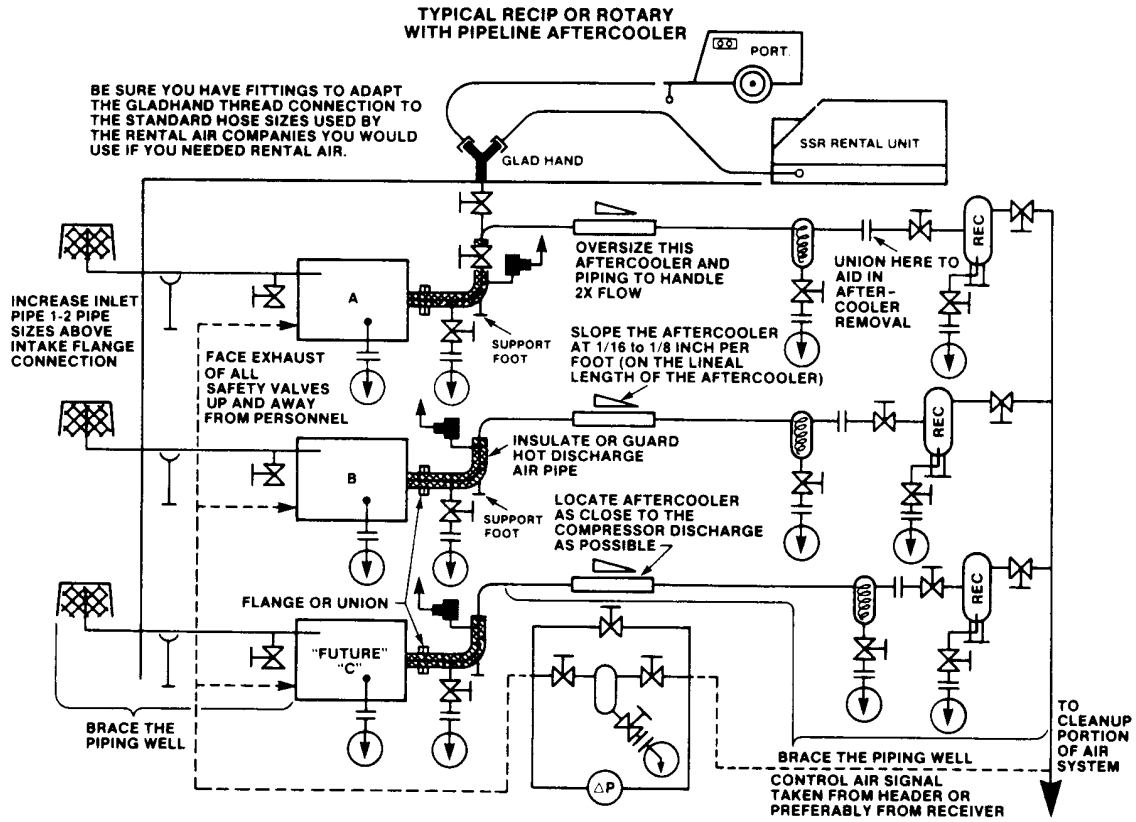 TYPICAL RECIP OR ROTARY
WITH PIPELINE AFTERCOOLER
PORT.
BE SURE YOU HAVE FITTINGS TO ADAPT
THE GLADHAND THREAD CONNECTION TO
THE STANDARD HOSE SIZES USED BY
THE RENTAL AIR COMPANIES YOU WOULD
USE IF YOU NEEDED RENTAL AIR.
SSR RENTAL UNIT
GLAD HAND
REC
OVERSIZE THIS
AFTERCOOLER AND
PIPING TO HANDLE
2X FLOW
UNION HERE TO
AID IN
AFTER-
COOLER
REMOVAL
A
INCREASE INLET
PIPE 1-2 PIPE
SIZES ABOVE
INTAKE FLANGE
CONNECTION
SUPPORT
FOOT
SLOPE THE AFTERCOOLER
AT 1/16 to 1/8 INCH PER
FOOT (ON THE LINEAL
LENGTH OF THE AFTERCOOLER)
FACE EXHAUST
OF ALL
SAFETY VALVES
UP AND AWAY
FROM PERSONNEL
REC
INSULATE OR GUARD
HOT DISCHARGE
AIR PIPE
B
SUPPORT
FOOT
LOCATE AFTERCOOLER
AS CLOSE TO THE
COMPRESSOR DISCHARGE
AS POSSIBLE
REC
FLANGE OR UNION
"FUTURE"
"C"
BRACE THE
PIPING WELL
TO
CLEANUP
PORTION
OF AIR
SYSTEM
BRACE THE PIPING WELL
CONTROL AIR SIGNAL
TAKEN FROM HEADER OR
PREFERABLY FROM RECEIVER
ΔP